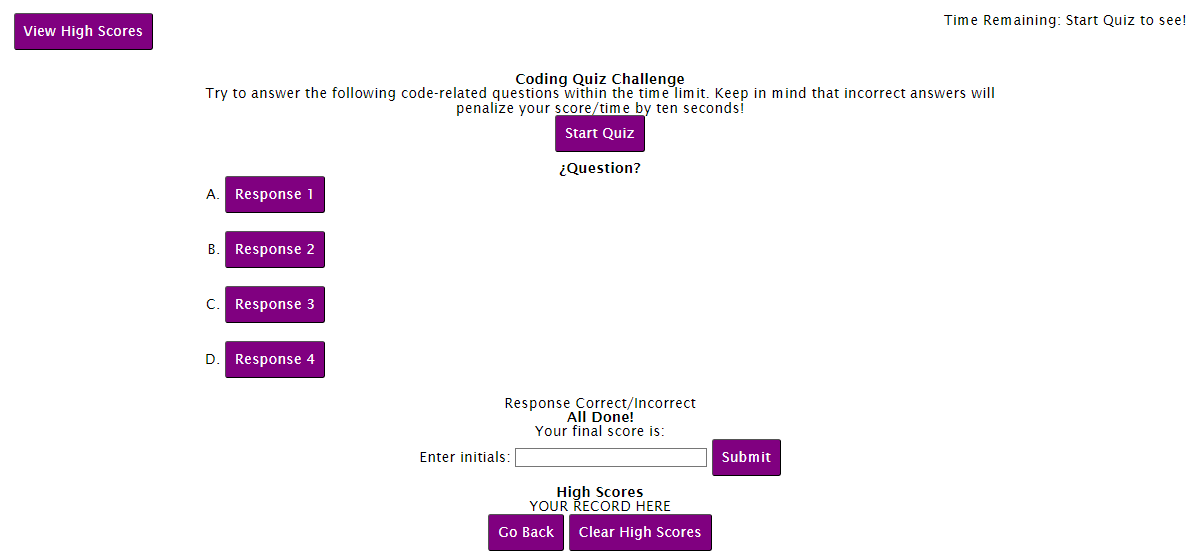 View High Scores
Time Remaining: Start Quiz to see!
Coding Quiz Challenge
Try to answer the following code-related questions within the time limit. Keep in mind that incorrect answers will
penalize your score/time by ten seconds!
Start Quiz
¿Question?
A. Response 1
B. Response 2
C. Response 3
D. Response 4
Response Correct/Incorrect
All Done!
Your final score is:
Enter initials: Submit
High Scores
YOUR RECORD HERE
Go Back Clear High Scores